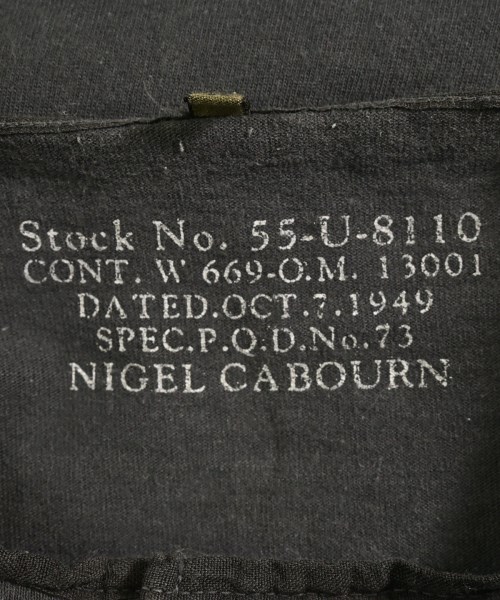 Stock No. 55-U-8110
CONT. W 669-O.M. 13001
DATED.OCT.7.1949
SPEC.P.Q.D.No.73
NIGEL CABOURN